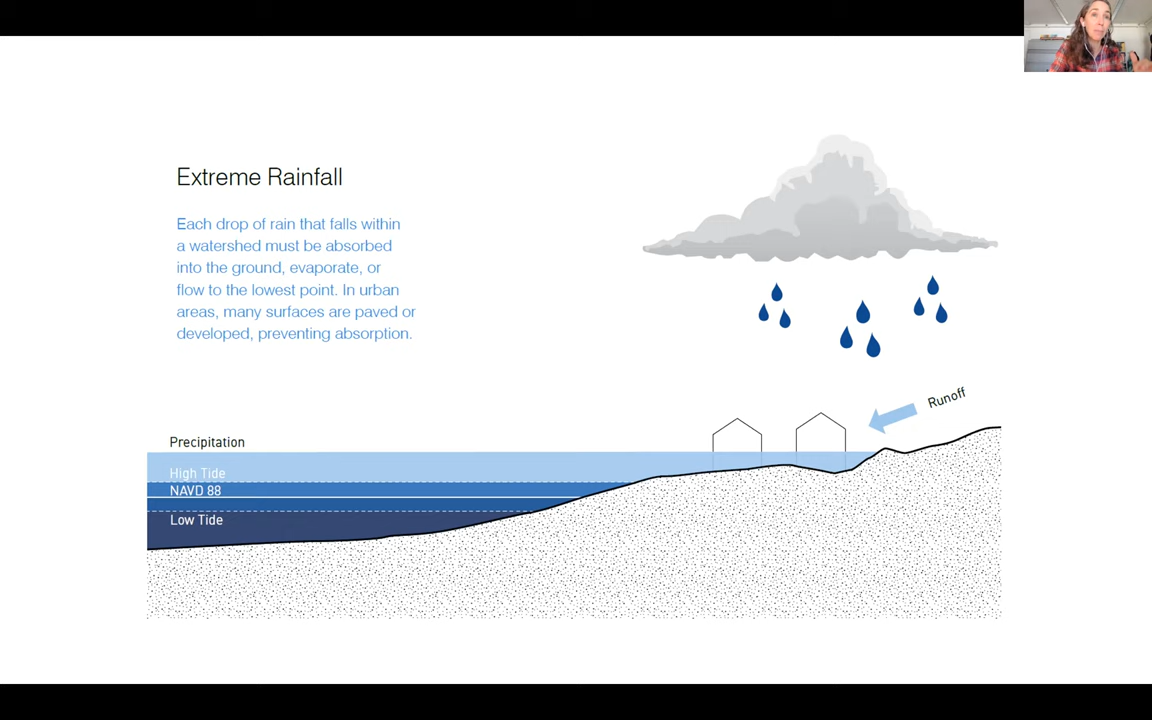 Extreme Rainfall
Each drop of rain that falls within
a watershed must be absorbed
into the ground, evaporate, or
flow to the lowest point. In urban
areas, many surfaces are paved or
developed, preventing absorption.
Runoff
Precipitation
High Tide
NAVD 88
Low Tide